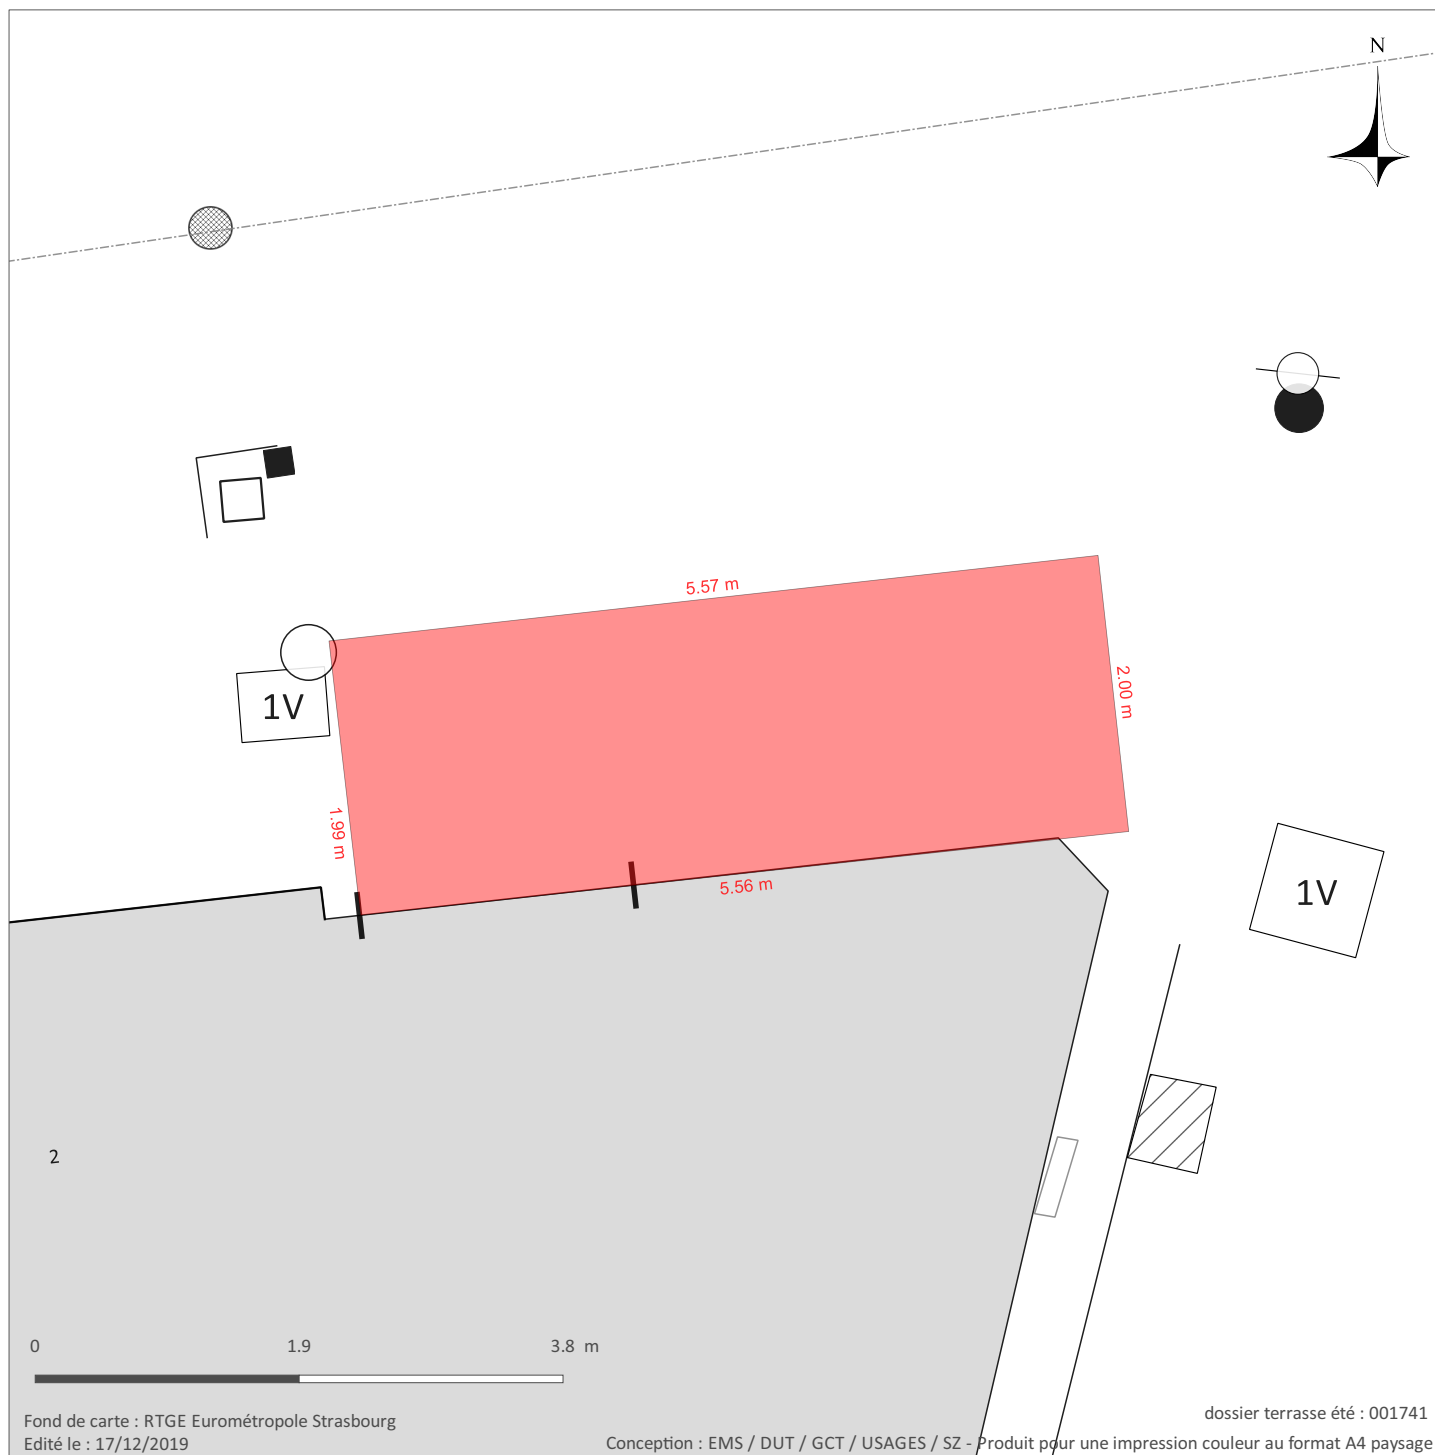 N
5.57 m
2.00 m
1V
1.99 m
5.56 m
1V
2
0 1.9 3.8 m
dossier terrasse été : 001741
Fond de carte : RTGE Eurométropole Strasbourg
Edité le : 17/12/2019
Conception : EMS / DUT / GCT / USAGES / SZ - Produit pour une impression couleur au format A4 paysage